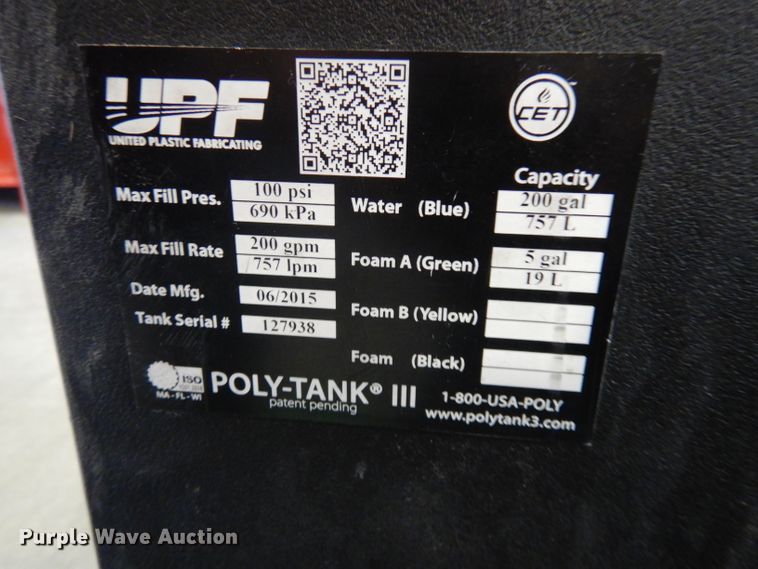 UPF
UNITED PLASTIC FABRICATING
CET
Capacity
Max Fill Pres. 100 psi
690 kPa
Water (Blue) 200 gal
757 L
Max Fill Rate 200 gpm
757 lpm
Foam A (Green) 5 gal
19 L
Date Mfg. 06/2015
Foam B (Yellow)
Tank Serial # 127938
Foam (Black)
ISO
MA - FL - WI
POLY-TANK® III
patent pending
1-800-USA-POLY
www.polytank3.com
Purple Wave Auction